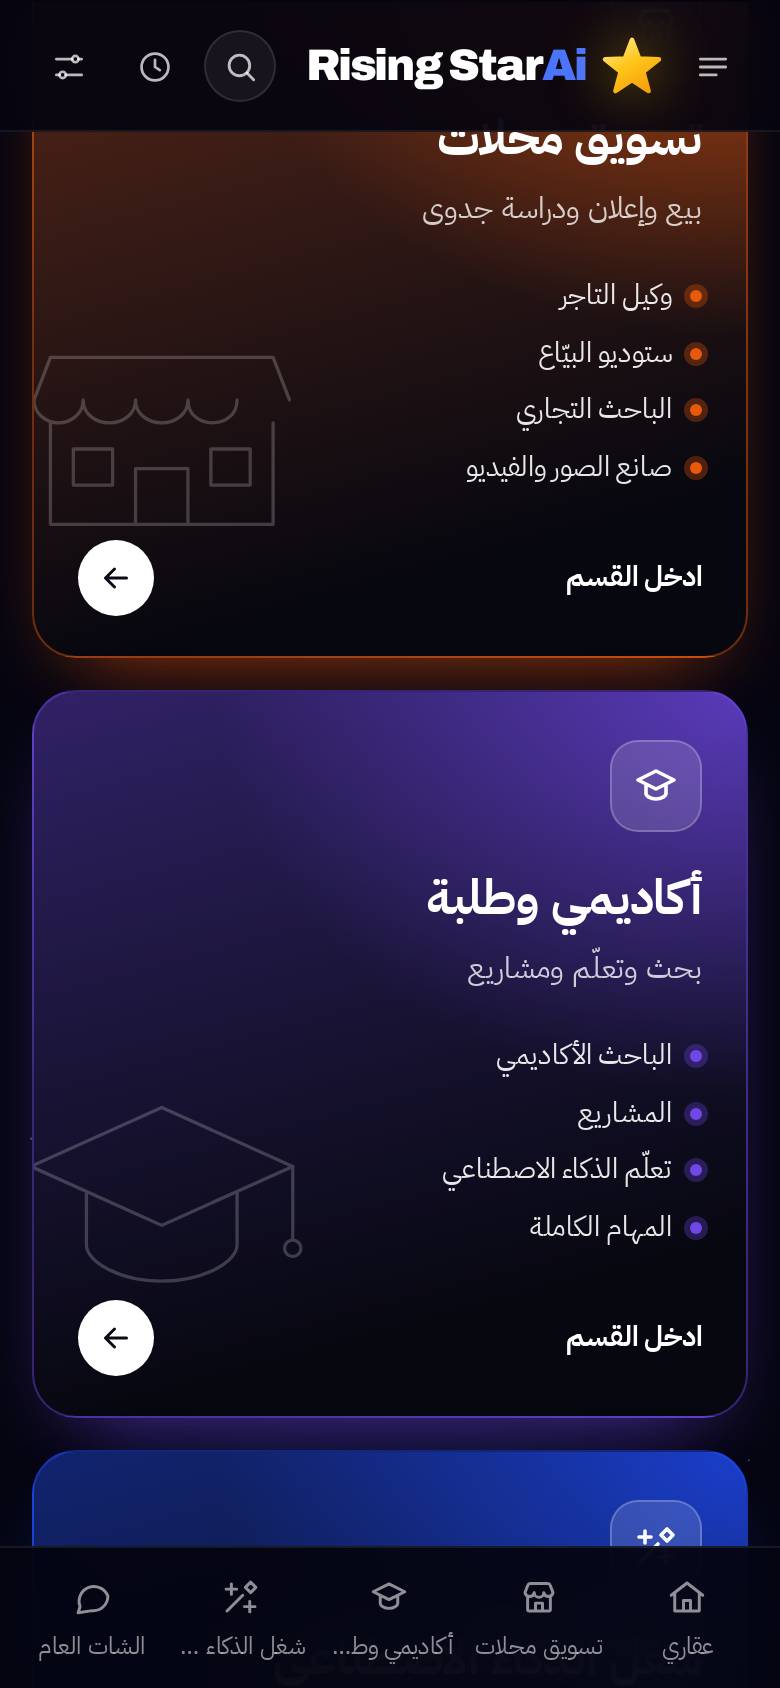 Rising StarAi
تسويق محلات
بيع وإعلان ودراسة جدوى
وكيل التاجر
ستوديو البيّاع
الباحث التجاري
صانع الصور والفيديو
ادخل القسم
أكاديمي وطلبة
بحث وتعلّم ومشاريع
الباحث الأكاديمي
المشاريع
تعلّم الذكاء الاصطناعي
المهام الكاملة
ادخل القسم
عقاري
تسويق محلات
أكاديمي وط...
شغل الذكاء ...
الشات العام